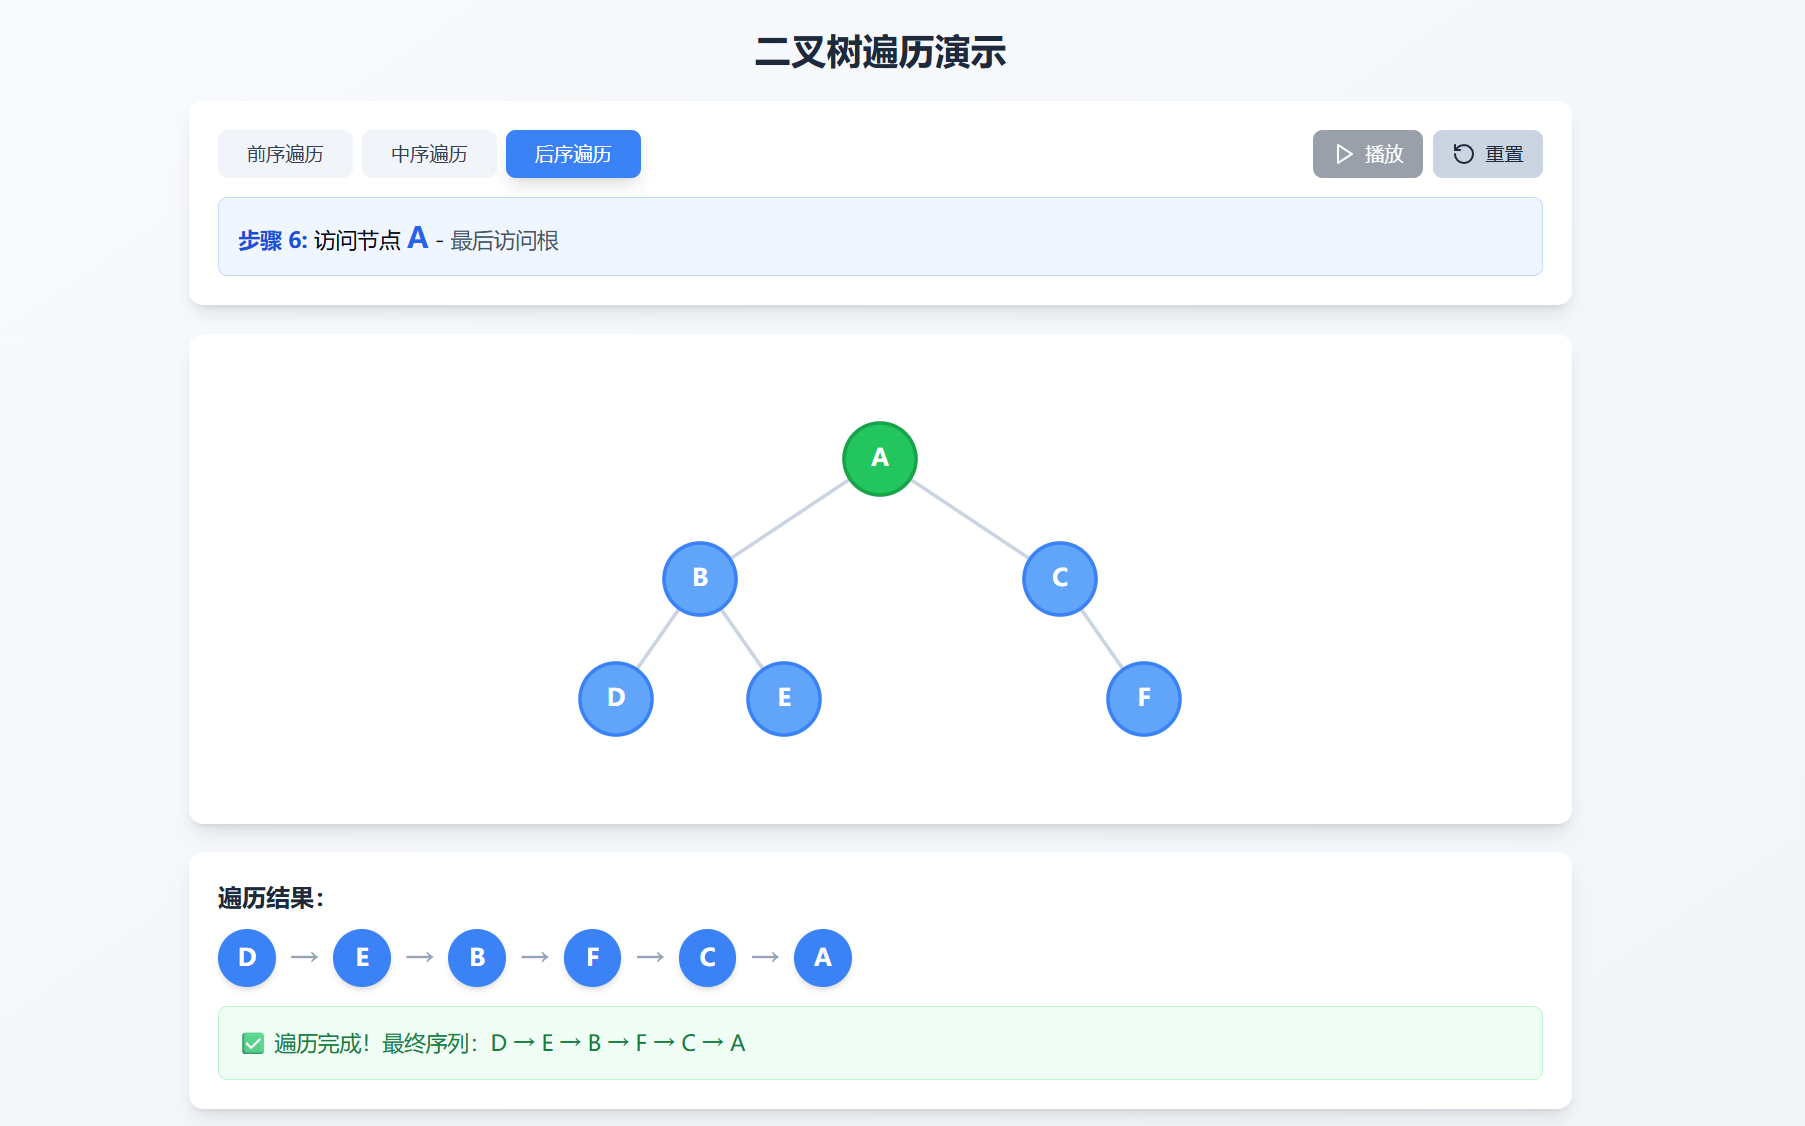 二叉树遍历演示
前序遍历 中序遍历 后序遍历 播放 重置
步骤 6: 访问节点 A - 最后访问根
A
B C
D E F
遍历结果：
D → E → B → F → C → A
✅ 遍历完成！最终序列：D → E → B → F → C → A